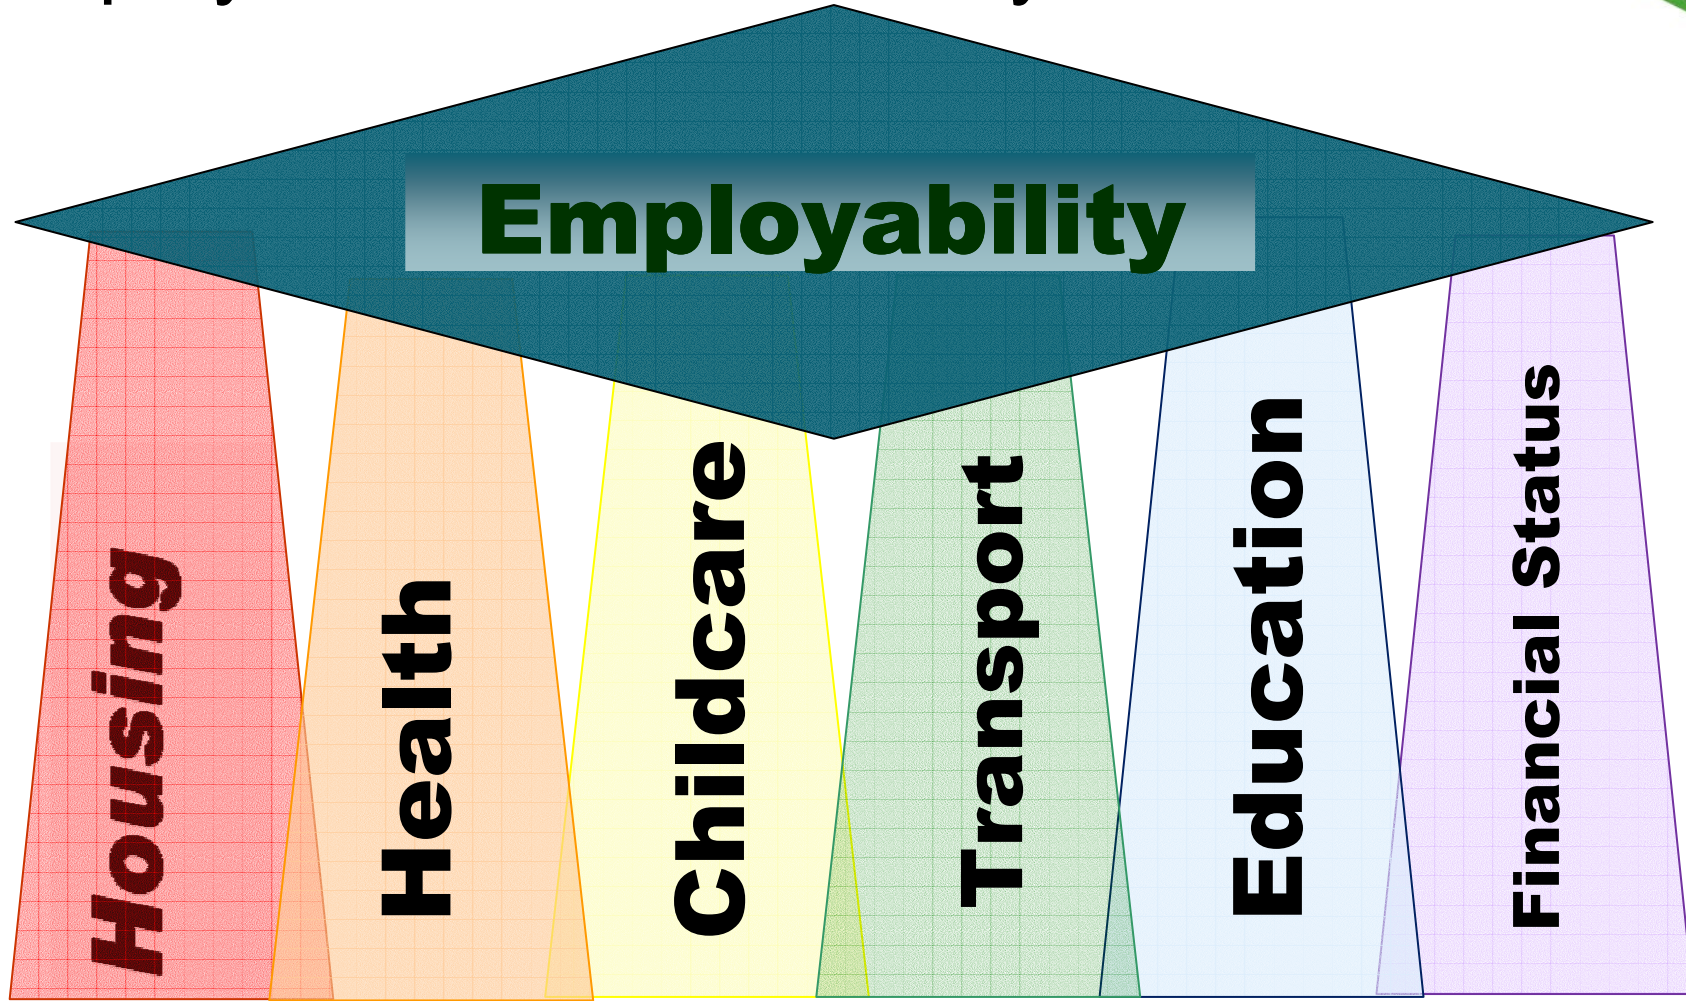 Employability
Housing
Health
Childcare
Transport
Education
Financial Status